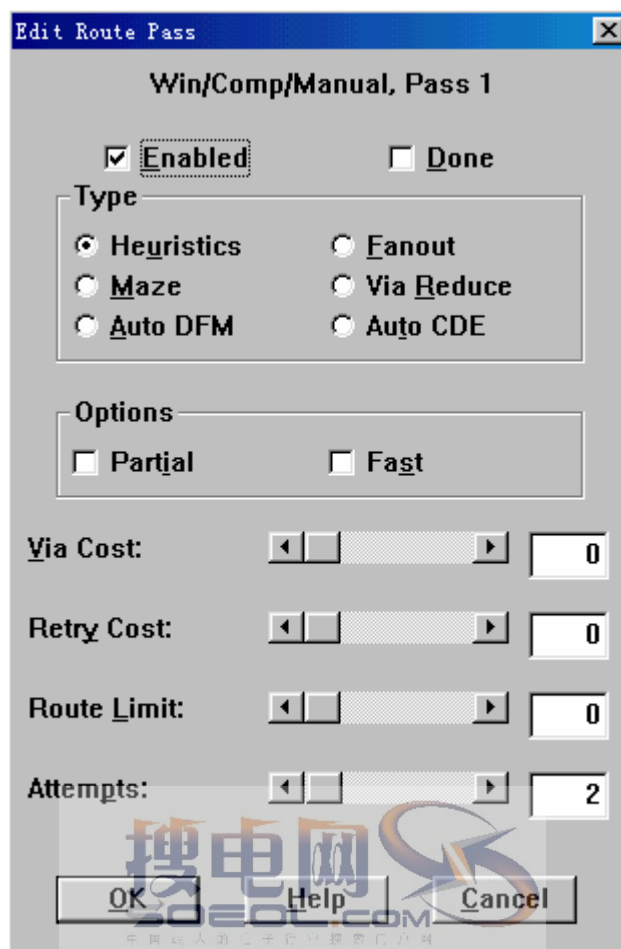 Edit Route Pass
Win/Comp/Manual, Pass 1
Enabled Done
Type
Heuristics Fanout
Maze Via Reduce
Auto DFM Auto CDE
Options
Partial Fast
Via Cost: 0
Retry Cost: 0
Route Limit: 0
Attempts: 2
搜电网
OK Help Cancel
SOEOL.COM